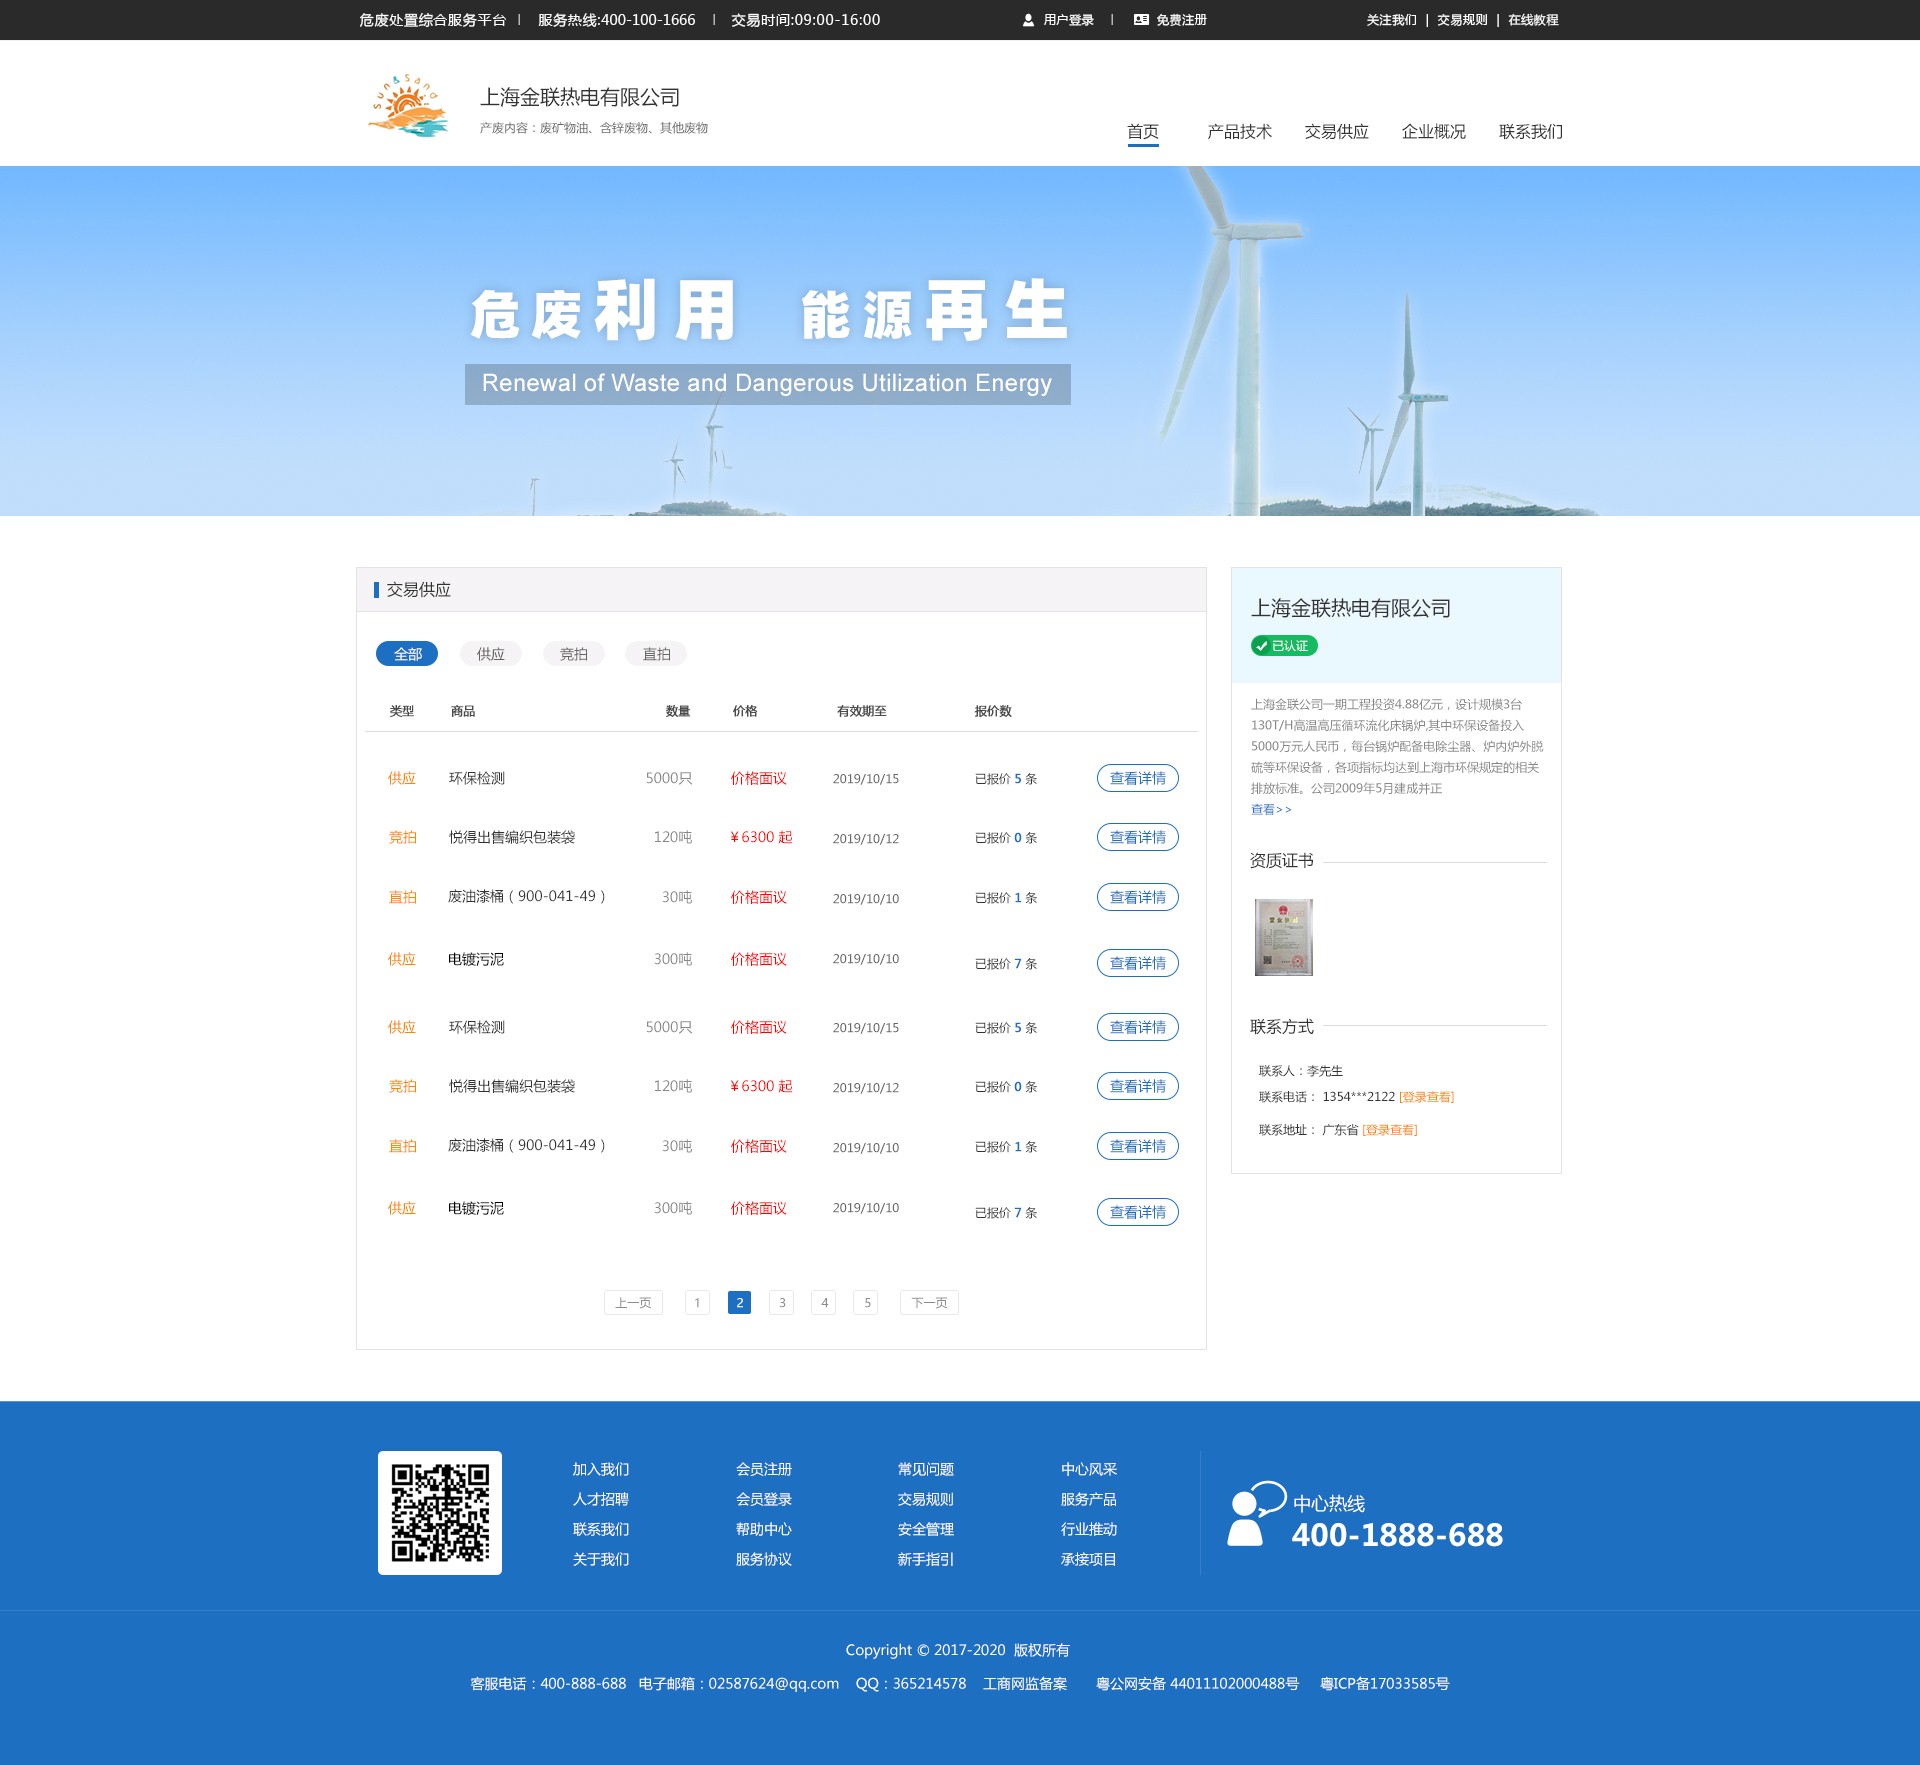 危废处置综合服务平台 | 服务热线:400-100-1666 | 交易时间:09:00-16:00 用户登录 | 免费注册 关注我们 | 交易规则 | 在线教程
Sun & Sand
上海金联热电有限公司
产废内容：废矿物油、含锌废物、其他废物
首页 产品技术 交易供应 企业概况 联系我们
危废利用 能源再生
Renewal of Waste and Dangerous Utilization Energy
交易供应
全部 供应 竞拍 直拍
类型 商品 数量 价格 有效期至 报价数
供应 环保检测 5000只 价格面议 2019/10/15 已报价 5 条 查看详情
竞拍 悦得出售编织包装袋 120吨 ¥ 6300 起 2019/10/12 已报价 0 条 查看详情
直拍 废油漆桶（900-041-49） 30吨 价格面议 2019/10/10 已报价 1 条 查看详情
供应 电镀污泥 300吨 价格面议 2019/10/10 已报价 7 条 查看详情
供应 环保检测 5000只 价格面议 2019/10/15 已报价 5 条 查看详情
竞拍 悦得出售编织包装袋 120吨 ¥ 6300 起 2019/10/12 已报价 0 条 查看详情
直拍 废油漆桶（900-041-49） 30吨 价格面议 2019/10/10 已报价 1 条 查看详情
供应 电镀污泥 300吨 价格面议 2019/10/10 已报价 7 条 查看详情
上一页 1 2 3 4 5 下一页
上海金联热电有限公司
已认证
上海金联公司一期工程投资4.88亿元，设计规模3台
130T/H高温高压循环流化床锅炉,其中环保设备投入
5000万元人民币，每台锅炉配备电除尘器、炉内炉外脱
硫等环保设备，各项指标均达到上海市环保规定的相关
排放标准。公司2009年5月建成并正
查看>>
资质证书
营业执照
联系方式
联系人：李先生
联系电话： 1354***2122 [登录查看]
联系地址： 广东省 [登录查看]
加入我们 会员注册 常见问题 中心风采
人才招聘 会员登录 交易规则 服务产品
联系我们 帮助中心 安全管理 行业推动
关于我们 服务协议 新手指引 承接项目
中心热线
400-1888-688
Copyright © 2017-2020 版权所有
客服电话：400-888-688 电子邮箱：02587624@qq.com QQ：365214578 工商网监备案 粤公网安备 44011102000488号 粤ICP备17033585号